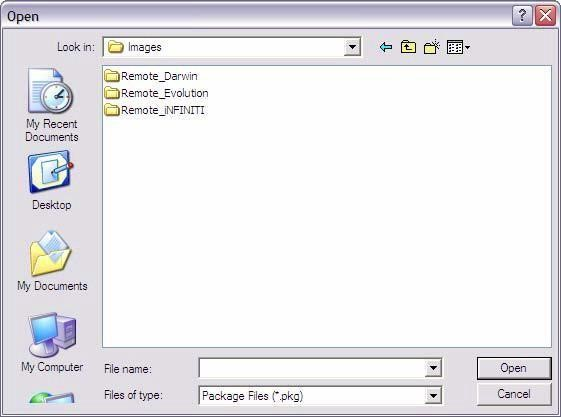 Open
Look in:
Images
Remote_Darwin
Remote_Evolution
Remote_iNFINITI
My Recent
Documents
Desktop
My Documents
My Computer
File name:
Open
Files of type:
Package Files (*.pkg)
Cancel